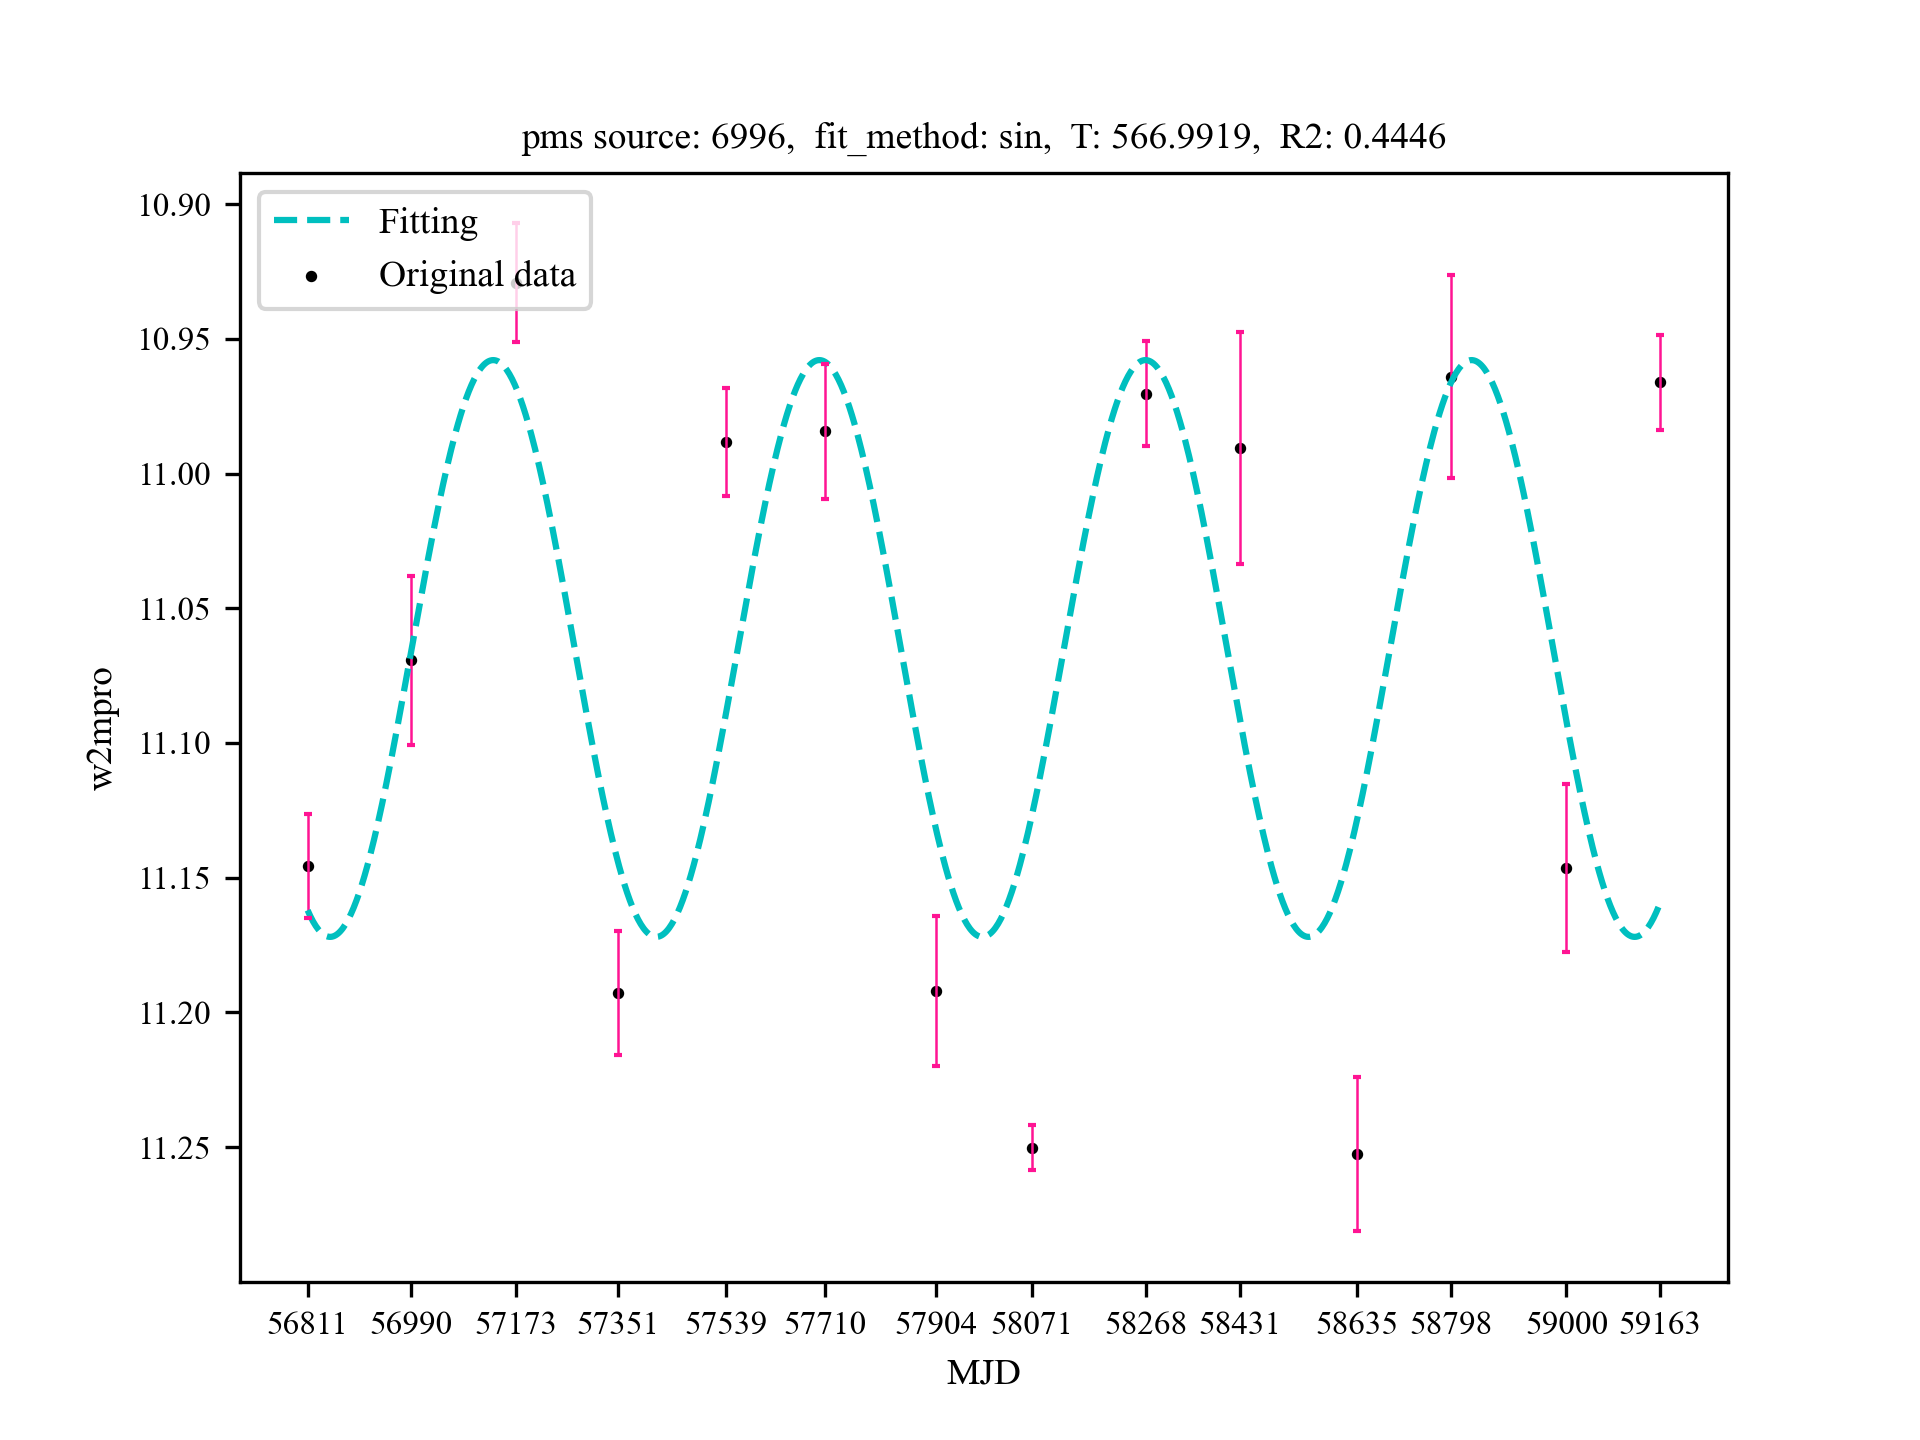 pms source: 6996,  fit_method: sin,  T: 566.9919,  R2: 0.4446
Fitting
Original data
10.90
10.95
11.00
11.05
11.10
11.15
11.20
11.25
w2mpro
56811 56990 57173 57351 57539 57710 57904 58071 58268 58431 58635 58798 59000 59163
MJD